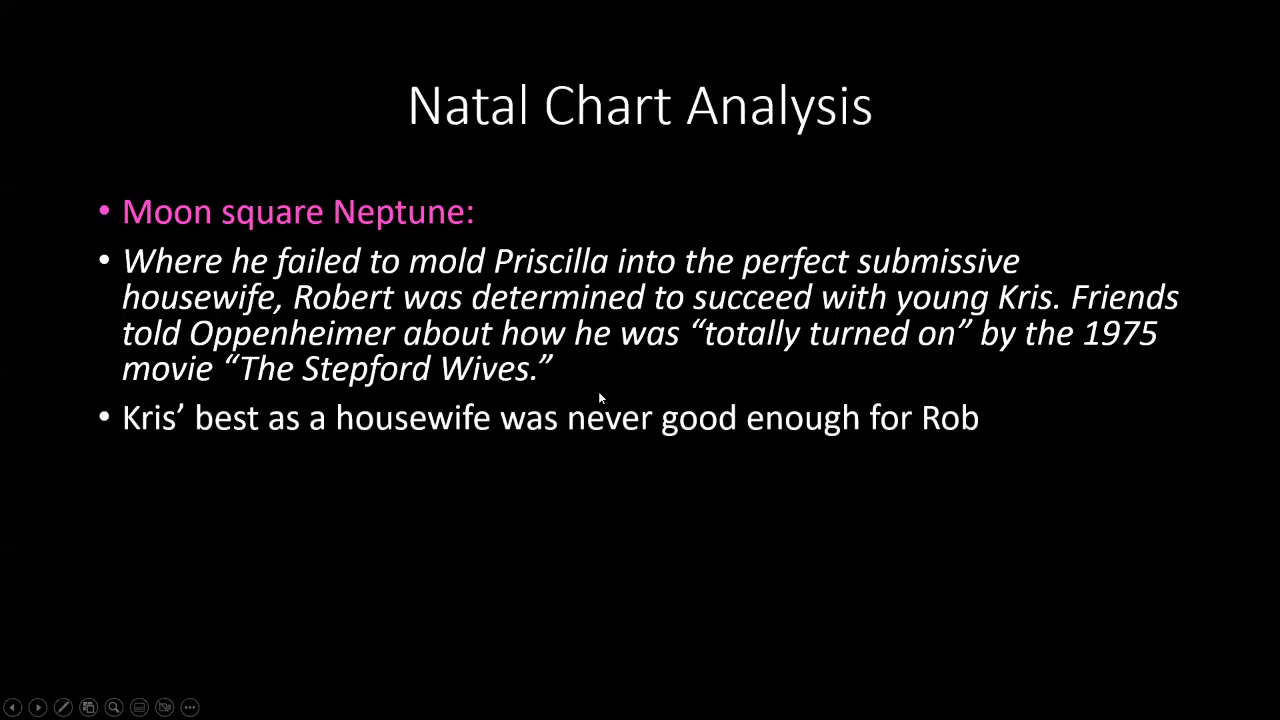 Natal Chart Analysis
• Moon square Neptune:
• Where he failed to mold Priscilla into the perfect submissive
housewife, Robert was determined to succeed with young Kris. Friends
told Oppenheimer about how he was “totally turned on” by the 1975
movie “The Stepford Wives.”
• Kris’ best as a housewife was never good enough for Rob